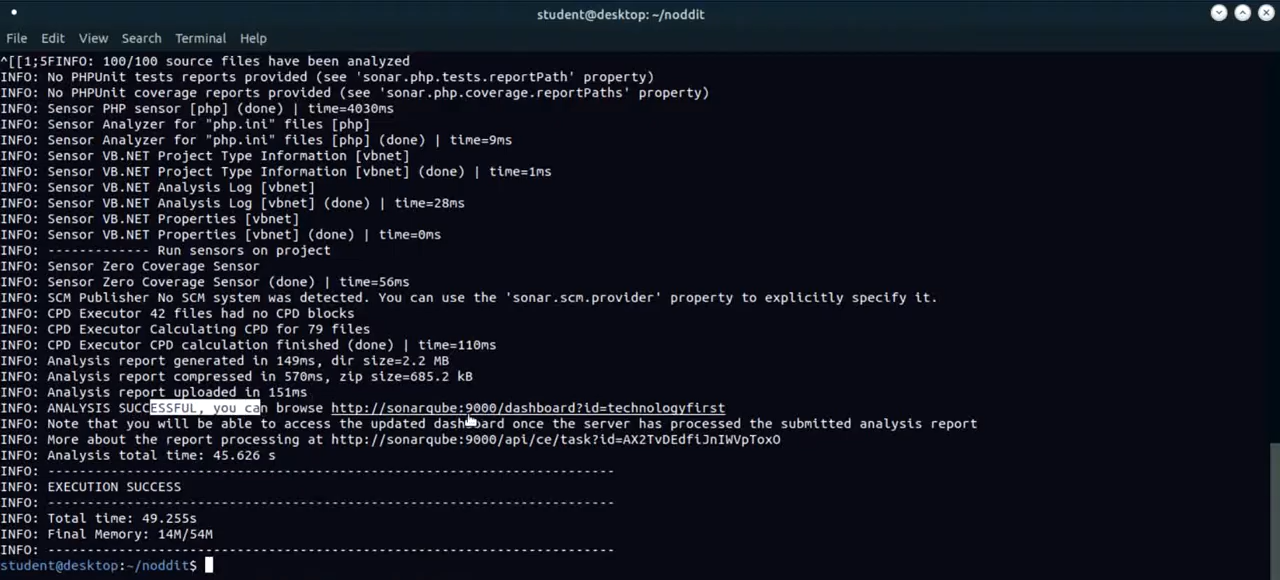 student@desktop: ~/noddit
File Edit View Search Terminal Help
^[[1;5FINFO: 100/100 source files have been analyzed
INFO: No PHPUnit tests reports provided (see 'sonar.php.tests.reportPath' property)
INFO: No PHPUnit coverage reports provided (see 'sonar.php.coverage.reportPaths' property)
INFO: Sensor PHP sensor [php] (done) | time=4030ms
INFO: Sensor Analyzer for "php.ini" files [php]
INFO: Sensor Analyzer for "php.ini" files [php] (done) | time=9ms
INFO: Sensor VB.NET Project Type Information [vbnet]
INFO: Sensor VB.NET Project Type Information [vbnet] (done) | time=1ms
INFO: Sensor VB.NET Analysis Log [vbnet]
INFO: Sensor VB.NET Analysis Log [vbnet] (done) | time=28ms
INFO: Sensor VB.NET Properties [vbnet]
INFO: Sensor VB.NET Properties [vbnet] (done) | time=0ms
INFO: ------------- Run sensors on project
INFO: Sensor Zero Coverage Sensor
INFO: Sensor Zero Coverage Sensor (done) | time=56ms
INFO: SCM Publisher No SCM system was detected. You can use the 'sonar.scm.provider' property to explicitly specify it.
INFO: CPD Executor 42 files had no CPD blocks
INFO: CPD Executor Calculating CPD for 79 files
INFO: CPD Executor CPD calculation finished (done) | time=110ms
INFO: Analysis report generated in 149ms, dir size=2.2 MB
INFO: Analysis report compressed in 570ms, zip size=685.2 kB
INFO: Analysis report uploaded in 151ms
INFO: ANALYSIS SUCCESSFUL, you can browse http://sonarqube:9000/dashboard?id=technologyfirst
INFO: Note that you will be able to access the updated dashboard once the server has processed the submitted analysis report
INFO: More about the report processing at http://sonarqube:9000/api/ce/task?id=AX2TvDEdfiJnIWVpToxO
INFO: Analysis total time: 45.626 s
INFO: ------------------------------------------------------------------------
INFO: EXECUTION SUCCESS
INFO: ------------------------------------------------------------------------
INFO: Total time: 49.255s
INFO: Final Memory: 14M/54M
INFO: ------------------------------------------------------------------------
student@desktop:~/noddit$